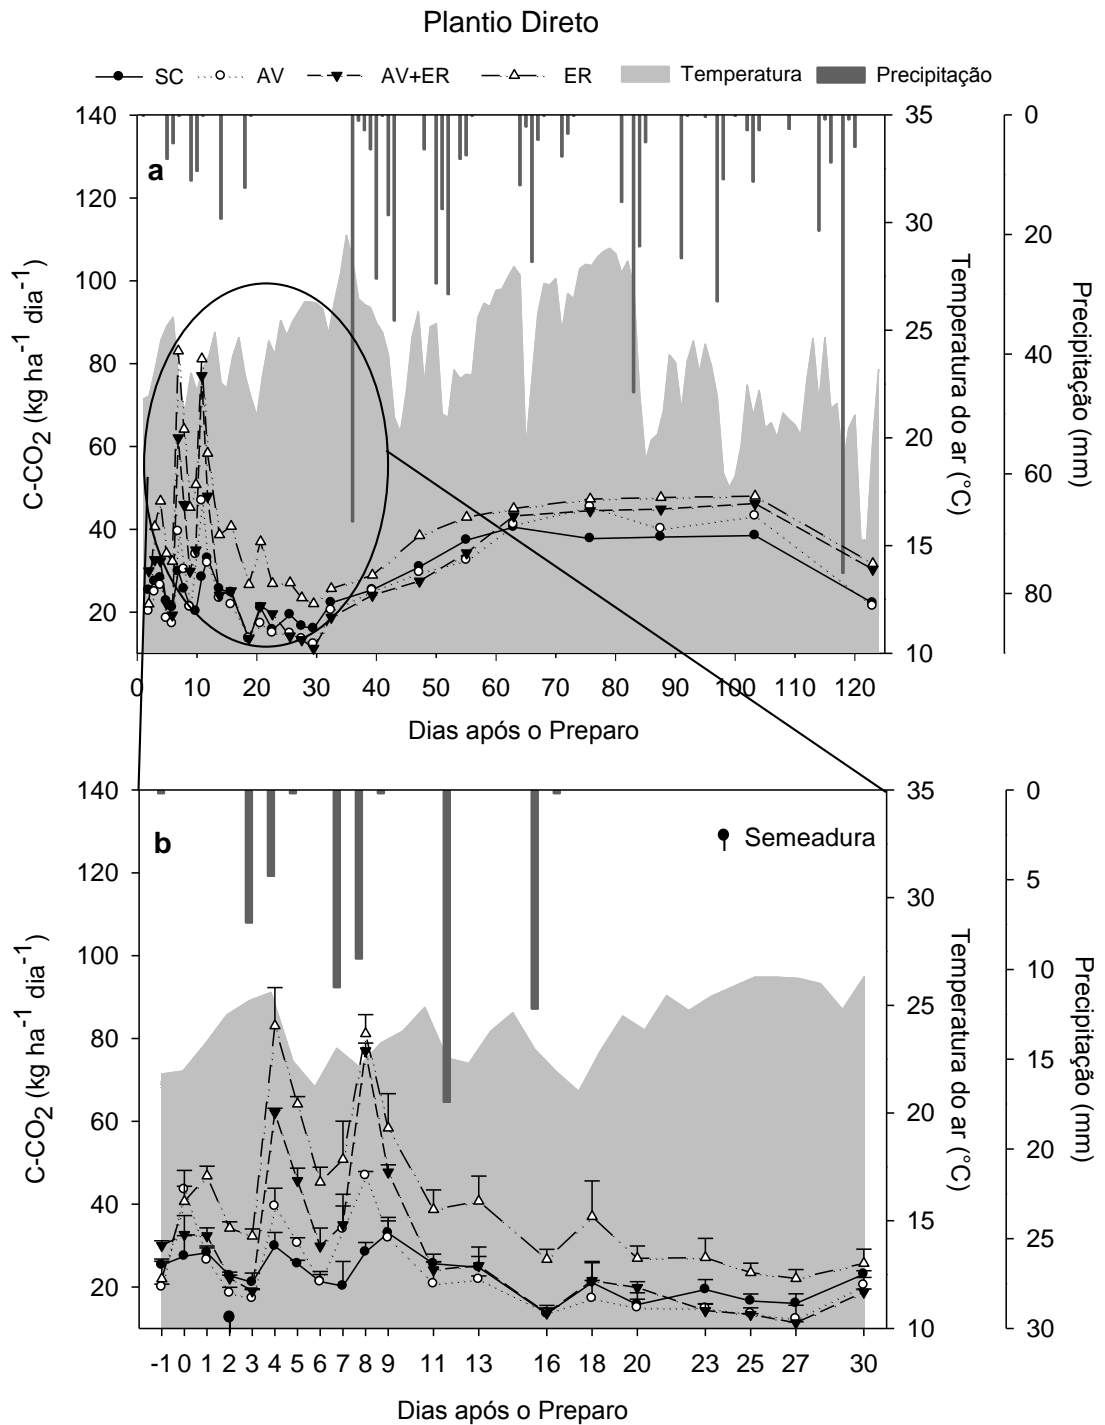 Plantio Direto
SC AV AV+ER ER Temperatura Precipitação
a
140
120
100
80
60
40
20
C-CO2 (kg ha-1 dia-1)
35
30
25
20
15
10
Temperatura do ar (°C)
0
20
40
60
80
Precipitação (mm)
0 10 20 30 40 50 60 70 80 90 100 110 120
Dias após o Preparo
b
Semeadura
140
120
100
80
60
40
20
C-CO2 (kg ha-1 dia-1)
35
30
25
20
15
10
Temperatura do ar (°C)
0
5
10
15
20
25
30
Precipitação (mm)
-1 0 1 2 3 4 5 6 7 8 9 11 13 16 18 20 23 25 27 30
Dias após o Preparo